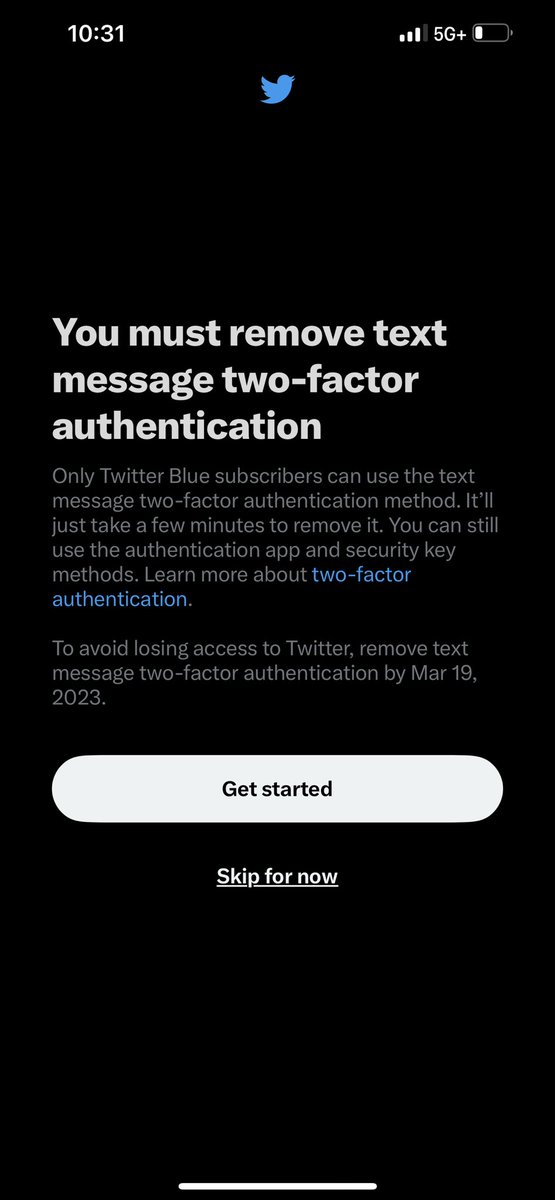 10:31
5G+
You must remove text
message two-factor
authentication
Only Twitter Blue subscribers can use the text
message two-factor authentication method. It’ll
just take a few minutes to remove it. You can still
use the authentication app and security key
methods. Learn more about two-factor
authentication.
To avoid losing access to Twitter, remove text
message two-factor authentication by Mar 19,
2023.
Get started
Skip for now